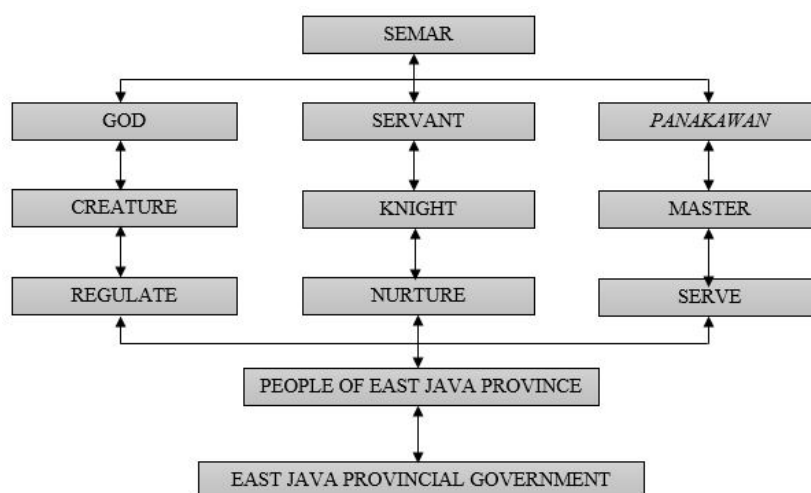 SEMAR
GOD
SERVANT
PANAKAWAN
CREATURE
KNIGHT
MASTER
REGULATE
NURTURE
SERVE
PEOPLE OF EAST JAVA PROVINCE
EAST JAVA PROVINCIAL GOVERNMENT